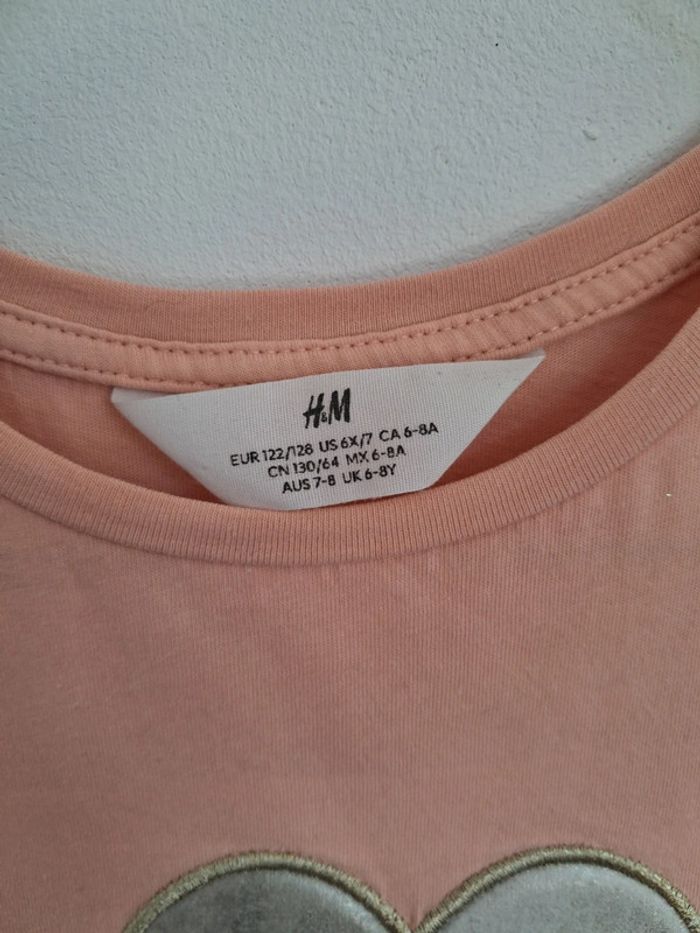 H&M
EUR 122/128 US 6X/7 CA 6-8A
CN 130/64 MX 6-8A
AUS 7-8 UK 6-8Y